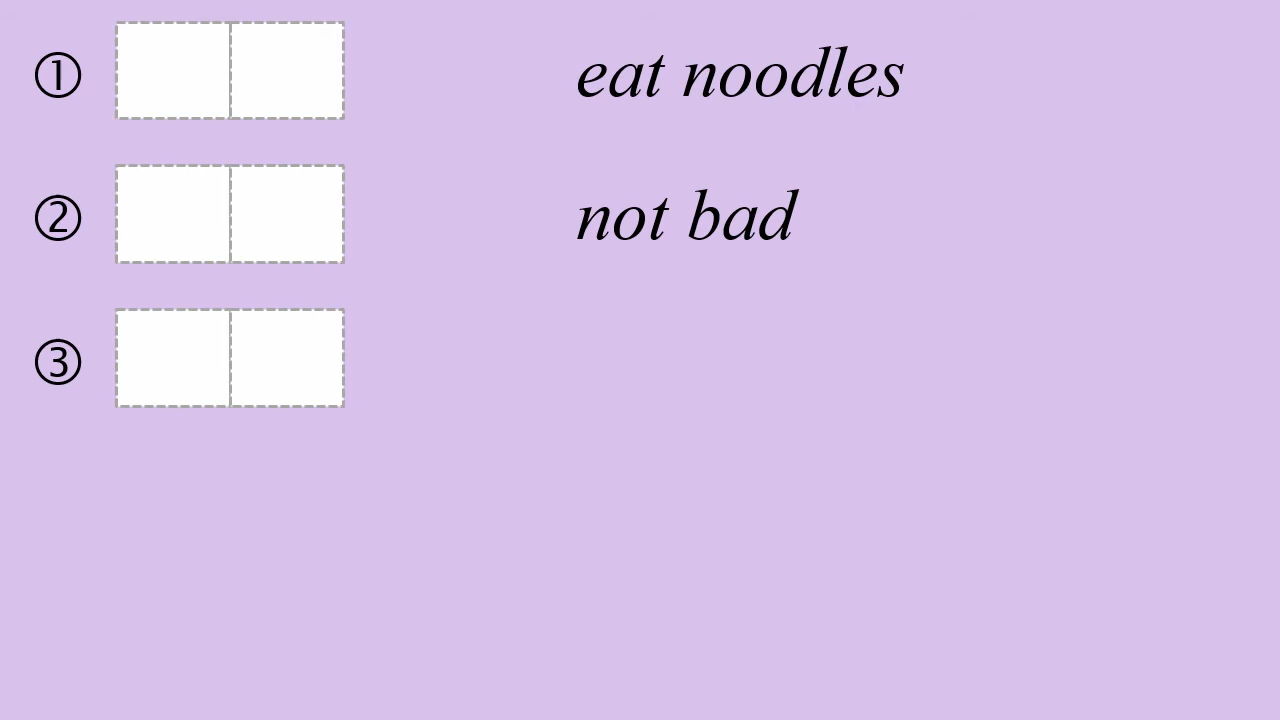 ① eat noodles
② not bad
③